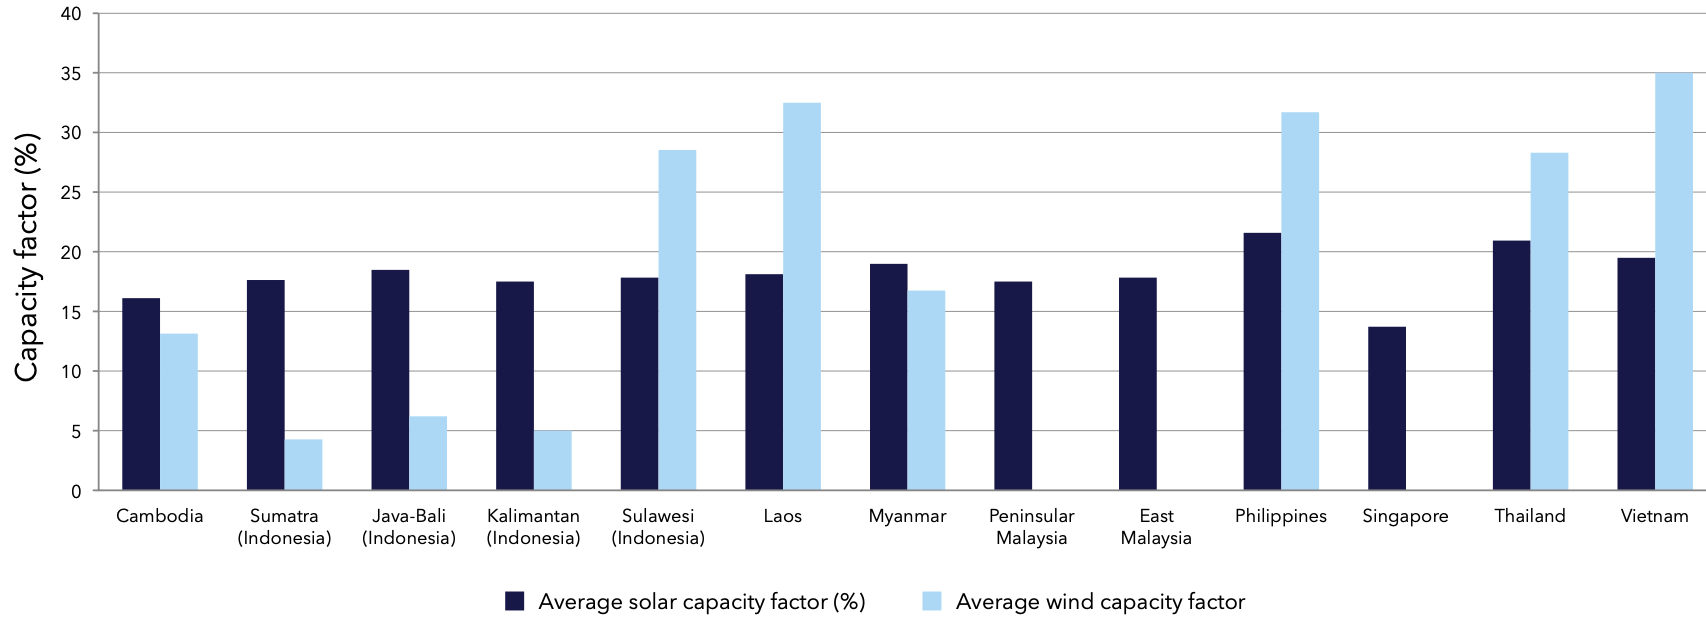 Capacity factor (%)
40
35
30
25
20
15
10
5
0
Cambodia
Sumatra
(Indonesia)
Java-Bali
(Indonesia)
Kalimantan
(Indonesia)
Sulawesi
(Indonesia)
Laos
Myanmar
Peninsular
Malaysia
East
Malaysia
Philippines
Singapore
Thailand
Vietnam
Average solar capacity factor (%)
Average wind capacity factor